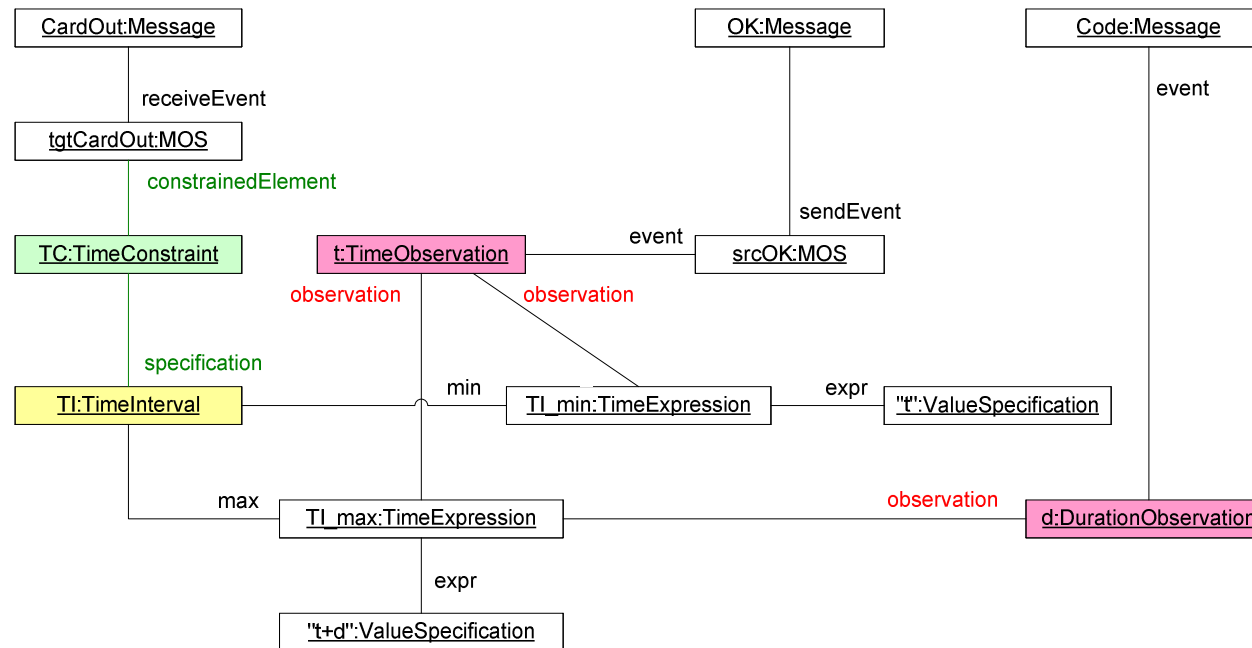 CardOut:Message
OK:Message
Code:Message
event
receiveEvent
tgtCardOut:MOS
constrainedElement
sendEvent
event
TC:TimeConstraint
t:TimeObservation
srcOK:MOS
observation
observation
specification
min
expr
TI:TimeInterval
TI_min:TimeExpression
"t":ValueSpecification
max
observation
TI_max:TimeExpression
d:DurationObservation
expr
"t+d":ValueSpecification